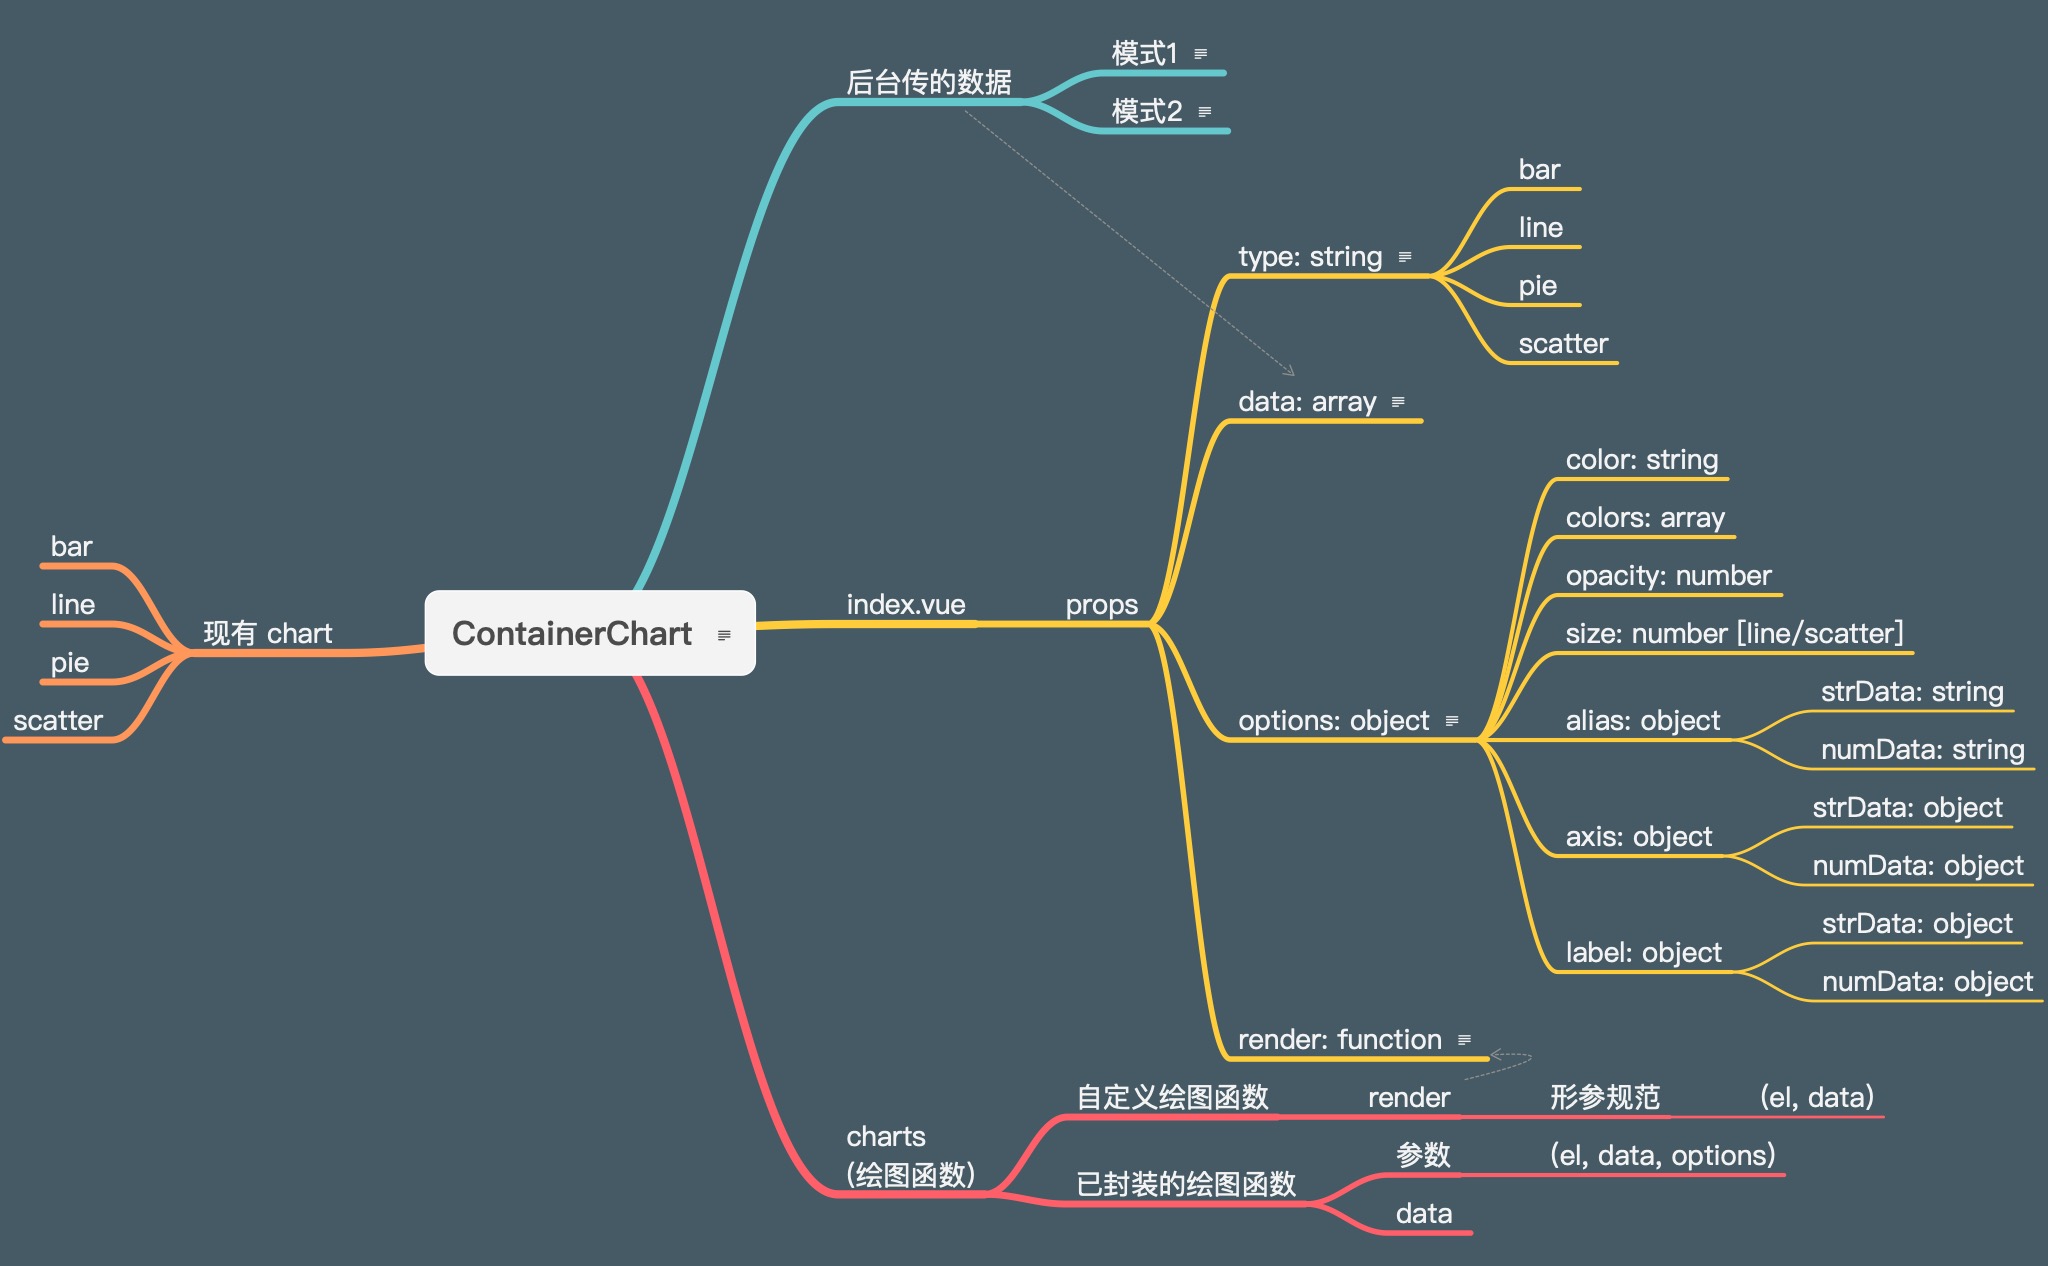 ContainerChart
后台传的数据
模式1
模式2
index.vue
props
type: string
bar
line
pie
scatter
data: array
options: object
color: string
colors: array
opacity: number
size: number [line/scatter]
alias: object
strData: string
numData: string
axis: object
strData: object
numData: object
label: object
strData: object
numData: object
render: function
charts
(绘图函数)
自定义绘图函数
render
形参规范
(el, data)
已封装的绘图函数
参数
(el, data, options)
data
现有 chart
bar
line
pie
scatter